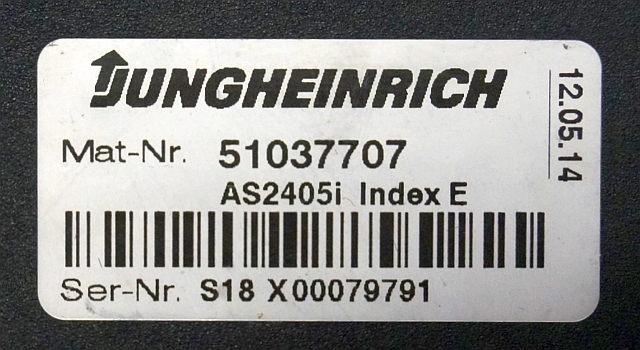 JUNGHEINRICH
12.05.14
Mat-Nr. 51037707
AS2405i Index E
Ser-Nr. S18 X00079791